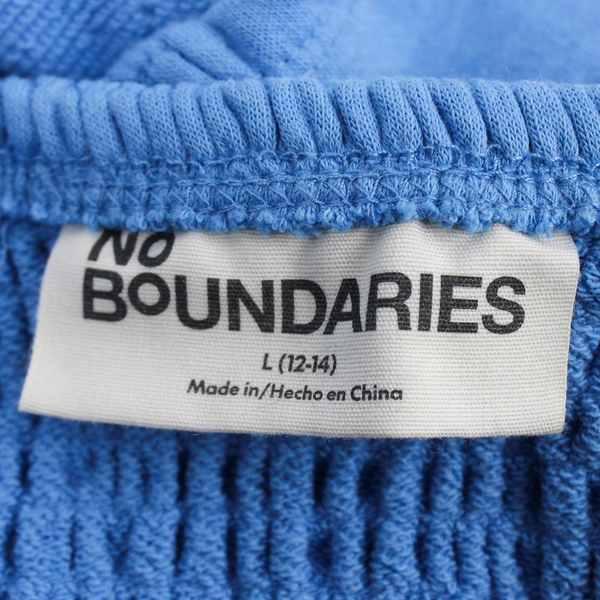 No
BOUNDARIES
L (12-14)
Made in/Hecho en China